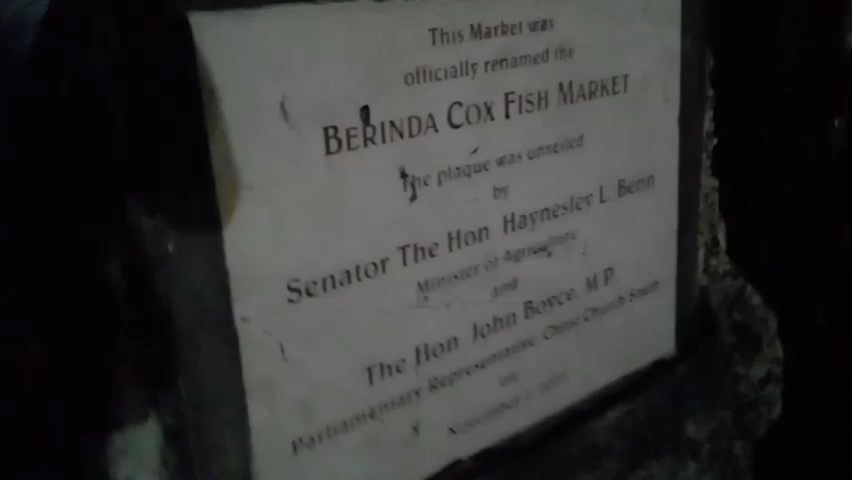 This Market was
officially renamed the
BERINDA COX FISH MARKET
The plaque was unveiled
by
Senator The Hon Haynesley L. Benn
Minister of Agriculture
and
The Hon John Boyce, M.P.
Parliamentary Representative, Christ Church South
on
November